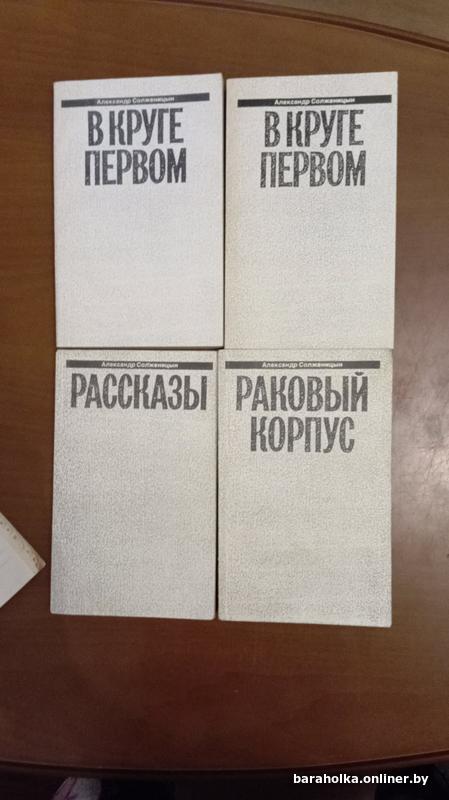 Александр Солженицын
В КРУГЕ
ПЕРВОМ
Александр Солженицын
В КРУГЕ
ПЕРВОМ
Александр Солженицын
РАССКАЗЫ
Александр Солженицын
РАКОВЫЙ
КОРПУС
baraholka.onliner.by